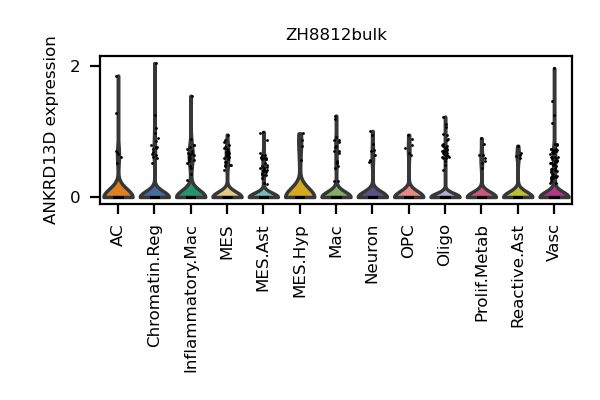 ZH8812bulk
ANKRD13D expression
2
0
AC
Chromatin.Reg
Inflammatory.Mac
MES
MES.Ast
MES.Hyp
Mac
Neuron
OPC
Oligo
Prolif.Metab
Reactive.Ast
Vasc